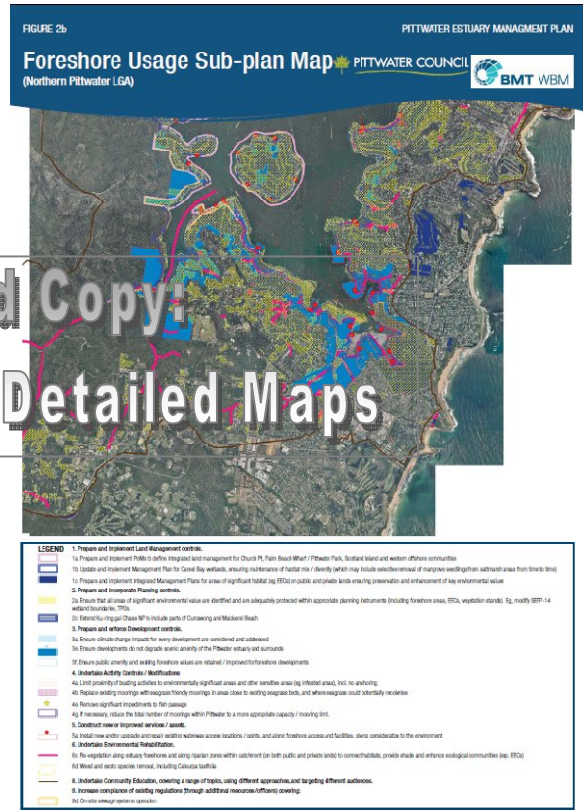 FIGURE 2b
PITTWATER ESTUARY MANAGMENT PLAN
Foreshore Usage Sub-plan Map
PITTWATER COUNCIL
(Northern Pittwater LGA)
BMT WBM
d Copy:
Detailed Maps
LEGEND
1. Prepare and Implement Land Management controls.
1a Prepare and implement PoMs to define integrated land management for Church Pt, Palm Beach Wharf / Pittwater Park, Scotland Island and western offshore communities
1b Update and implement Management Plan for Careel Bay wetlands, ensuring maintenance of habitat mix / diversity (which may include selective removal of mangrove seedlings from saltmarsh areas from time to time)
1c Prepare and implement integrated Management Plans for areas of significant habitat (eg EECs) on public and private lands ensuring preservation and enhancement of key environmental values
2. Prepare and Incorporate Planning controls.
2a Ensure that all areas of significant environmental value are identified and are adequately protected within appropriate planning instruments (including foreshore areas, EECs, vegetation stands). Eg, modify SEPP-14 wetland boundaries, TPOs.
2c Extend Ku-ring-gai Chase NP to include parts of Currawong and Mackerel Beach
3. Prepare and enforce Development controls.
3a Ensure climate change impacts for every development are considered and addressed
3e Ensure developments do not degrade scenic amenity of the Pittwater estuary and surrounds
3f. Ensure public amenity and existing foreshore values are retained / improved for foreshore developments
4. Undertake Activity Controls / Modifications
4a Limit proximity of boating activities to environmentally significant areas and other sensitive areas (eg infested areas), incl. no anchoring
4b Replace existing moorings with seagrass friendly moorings in areas close to existing seagrass beds, and where seagrass could potentially recolonise
4e Remove significant impediments to fish passage
4g If necessary, reduce the total number of moorings within Pittwater to a more appropriate capacity / mooring limit.
5. Construct new or improved services / assets.
5a Install new and/or upgrade and repair existing waterway access locations / points, and along foreshore access and facilities, giving consideration to the environment
6. Undertake Environmental Rehabilitation.
6c Re-vegetation along estuary foreshores and along riparian zones within catchment (on both public and private lands) to connect habitats, provide shade and enhance ecological communities (esp. EECs)
6d Weed and exotic species removal, including Caulerpa taxifolia
8. Undertake Community Education, covering a range of topics, using different approaches, and targeting different audiences.
9. Increase compliance of existing regulations (through additional resources/officers) covering:
9d On-site sewage systems operation